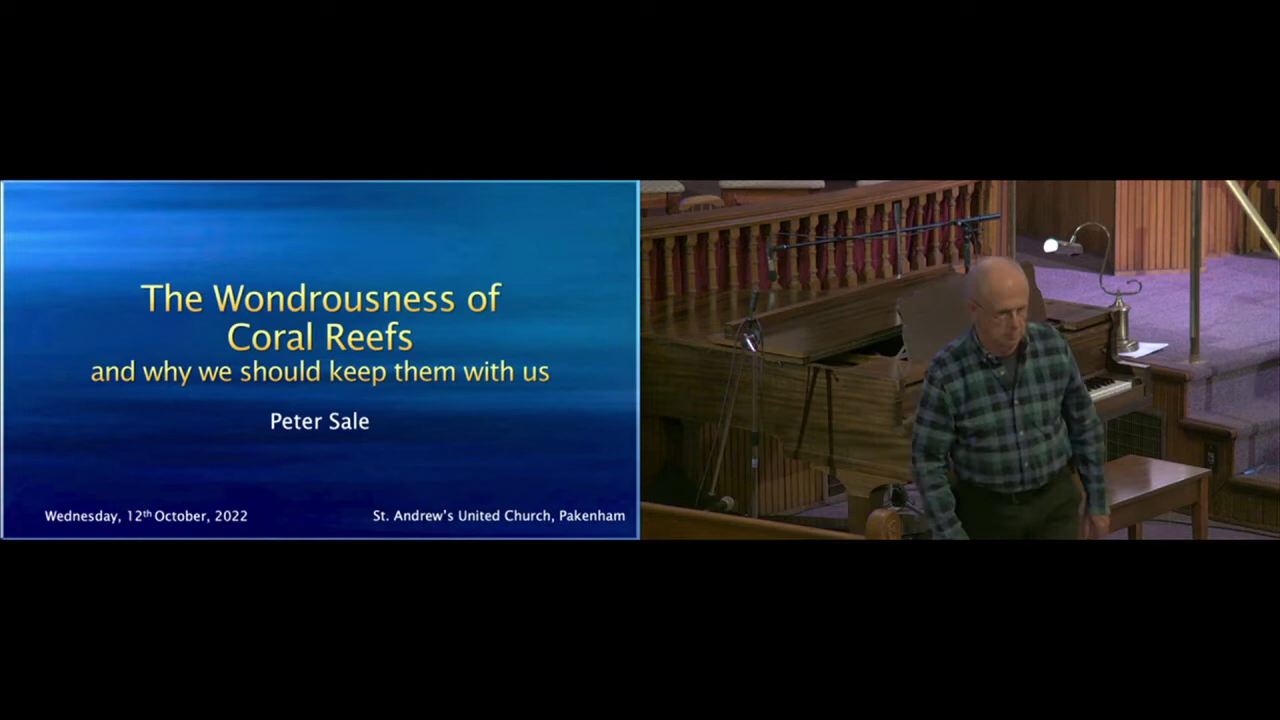 The Wondrousness of
Coral Reefs
and why we should keep them with us
Peter Sale
Wednesday, 12th October, 2022
St. Andrew's United Church, Pakenham